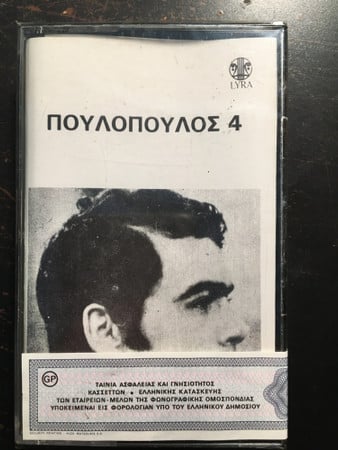 LYRA
ΠΟΥΛΟΠΟΥΛΟΣ 4
GP
ΤΑΙΝΙΑ ΑΣΦΑΛΕΙΑΣ ΚΑΙ ΓΝΗΣΙΟΤΗΤΟΣ
ΚΑΣΣΕΤΤΩΝ • ΕΛΛΗΝΙΚΗΣ ΚΑΤΑΣΚΕΥΗΣ
ΤΩΝ ΕΤΑΙΡΕΙΩΝ-ΜΕΛΩΝ ΤΗΣ ΦΩΝΟΓΡΑΦΙΚΗΣ ΟΜΟΣΠΟΝΔΙΑΣ
ΥΠΟΚΕΙΜΕΝΑΙ ΕΙΣ ΦΟΡΟΛΟΓΙΑΝ ΥΠΟ ΤΟΥ ΕΛΛΗΝΙΚΟΥ ΔΗΜΟΣΙΟΥ